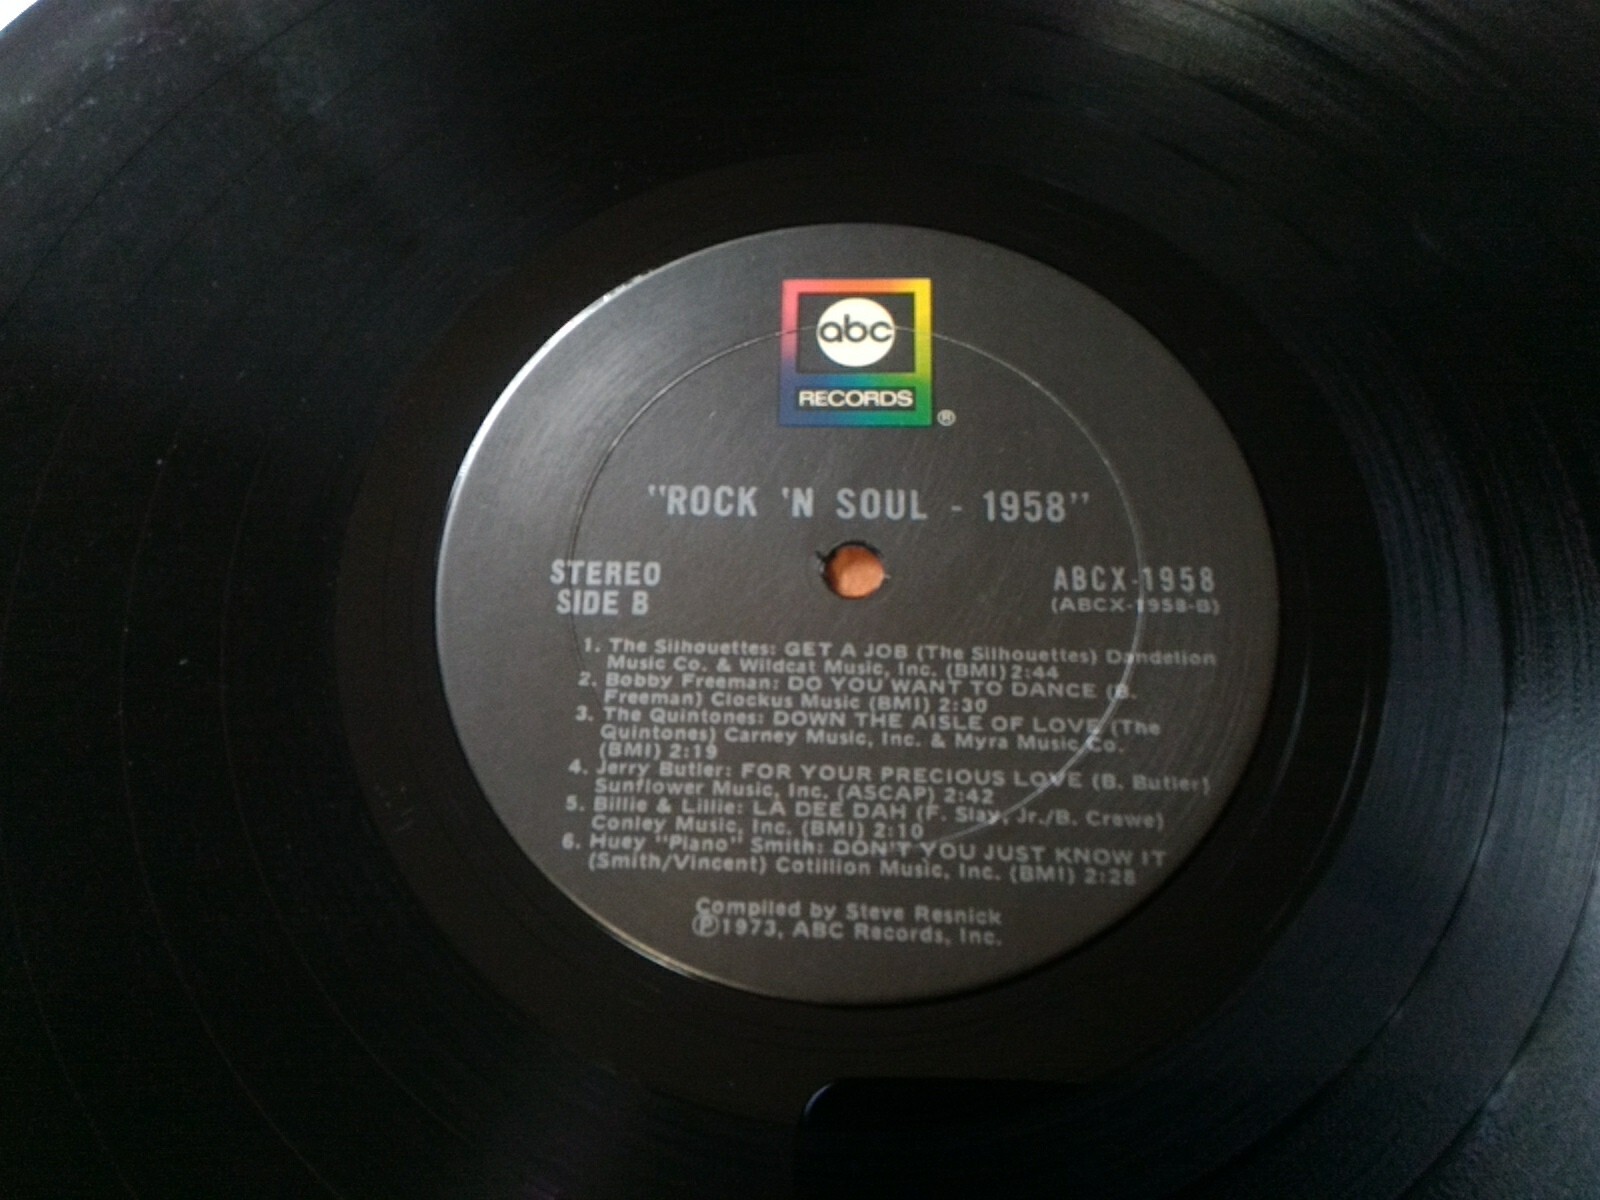 abc
RECORDS
®
"ROCK 'N SOUL - 1958"
STEREO
SIDE B
ABCX-1958
(ABCX-1958-B)
1. The Silhouettes: GET A JOB (The Silhouettes) Dandelion
Music Co. & Wildcat Music, Inc. (BMI) 2:44
2. Bobby Freeman: DO YOU WANT TO DANCE (B.
Freeman) Clockus Music (BMI) 2:30
3. The Quintones: DOWN THE AISLE OF LOVE (The
Quintones) Carney Music, Inc. & Myra Music Co.
(BMI) 2:19
4. Jerry Butler: FOR YOUR PRECIOUS LOVE (B. Butler)
Sunflower Music, Inc. (ASCAP) 2:42
5. Billie & Lillie: LA DEE DAH (F. Slay, Jr./B. Crewe)
Conley Music, Inc. (BMI) 2:10
6. Huey "Piano" Smith: DON'T YOU JUST KNOW IT
(Smith/Vincent) Cotillion Music, Inc. (BMI) 2:28
Compiled by Steve Resnick
℗1973, ABC Records, Inc.